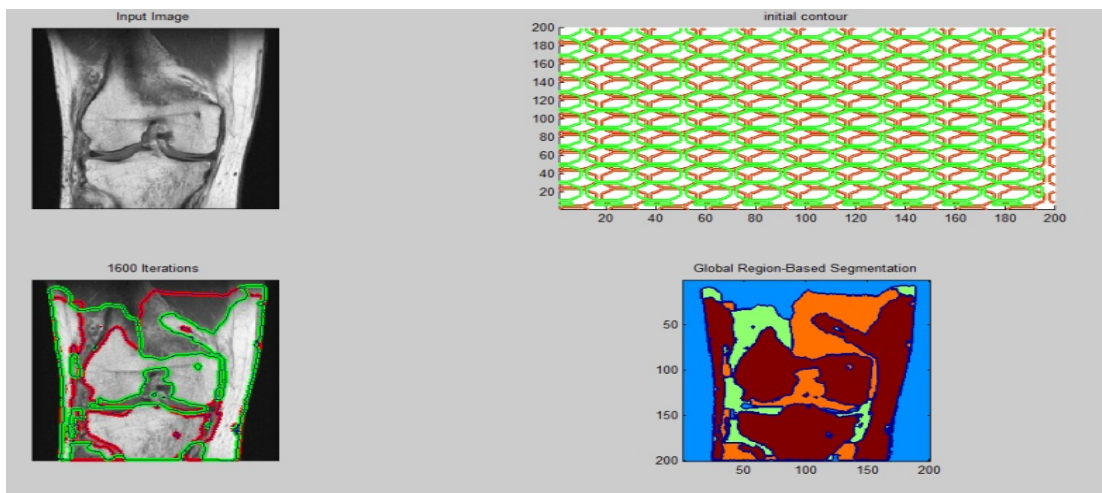 Input Image
initial contour
200
180
160
140
120
100
80
60
40
20
20 40 60 80 100 120 140 160 180 200
1600 Iterations
Global Region-Based Segmentation
50
100
150
200
50 100 150 200